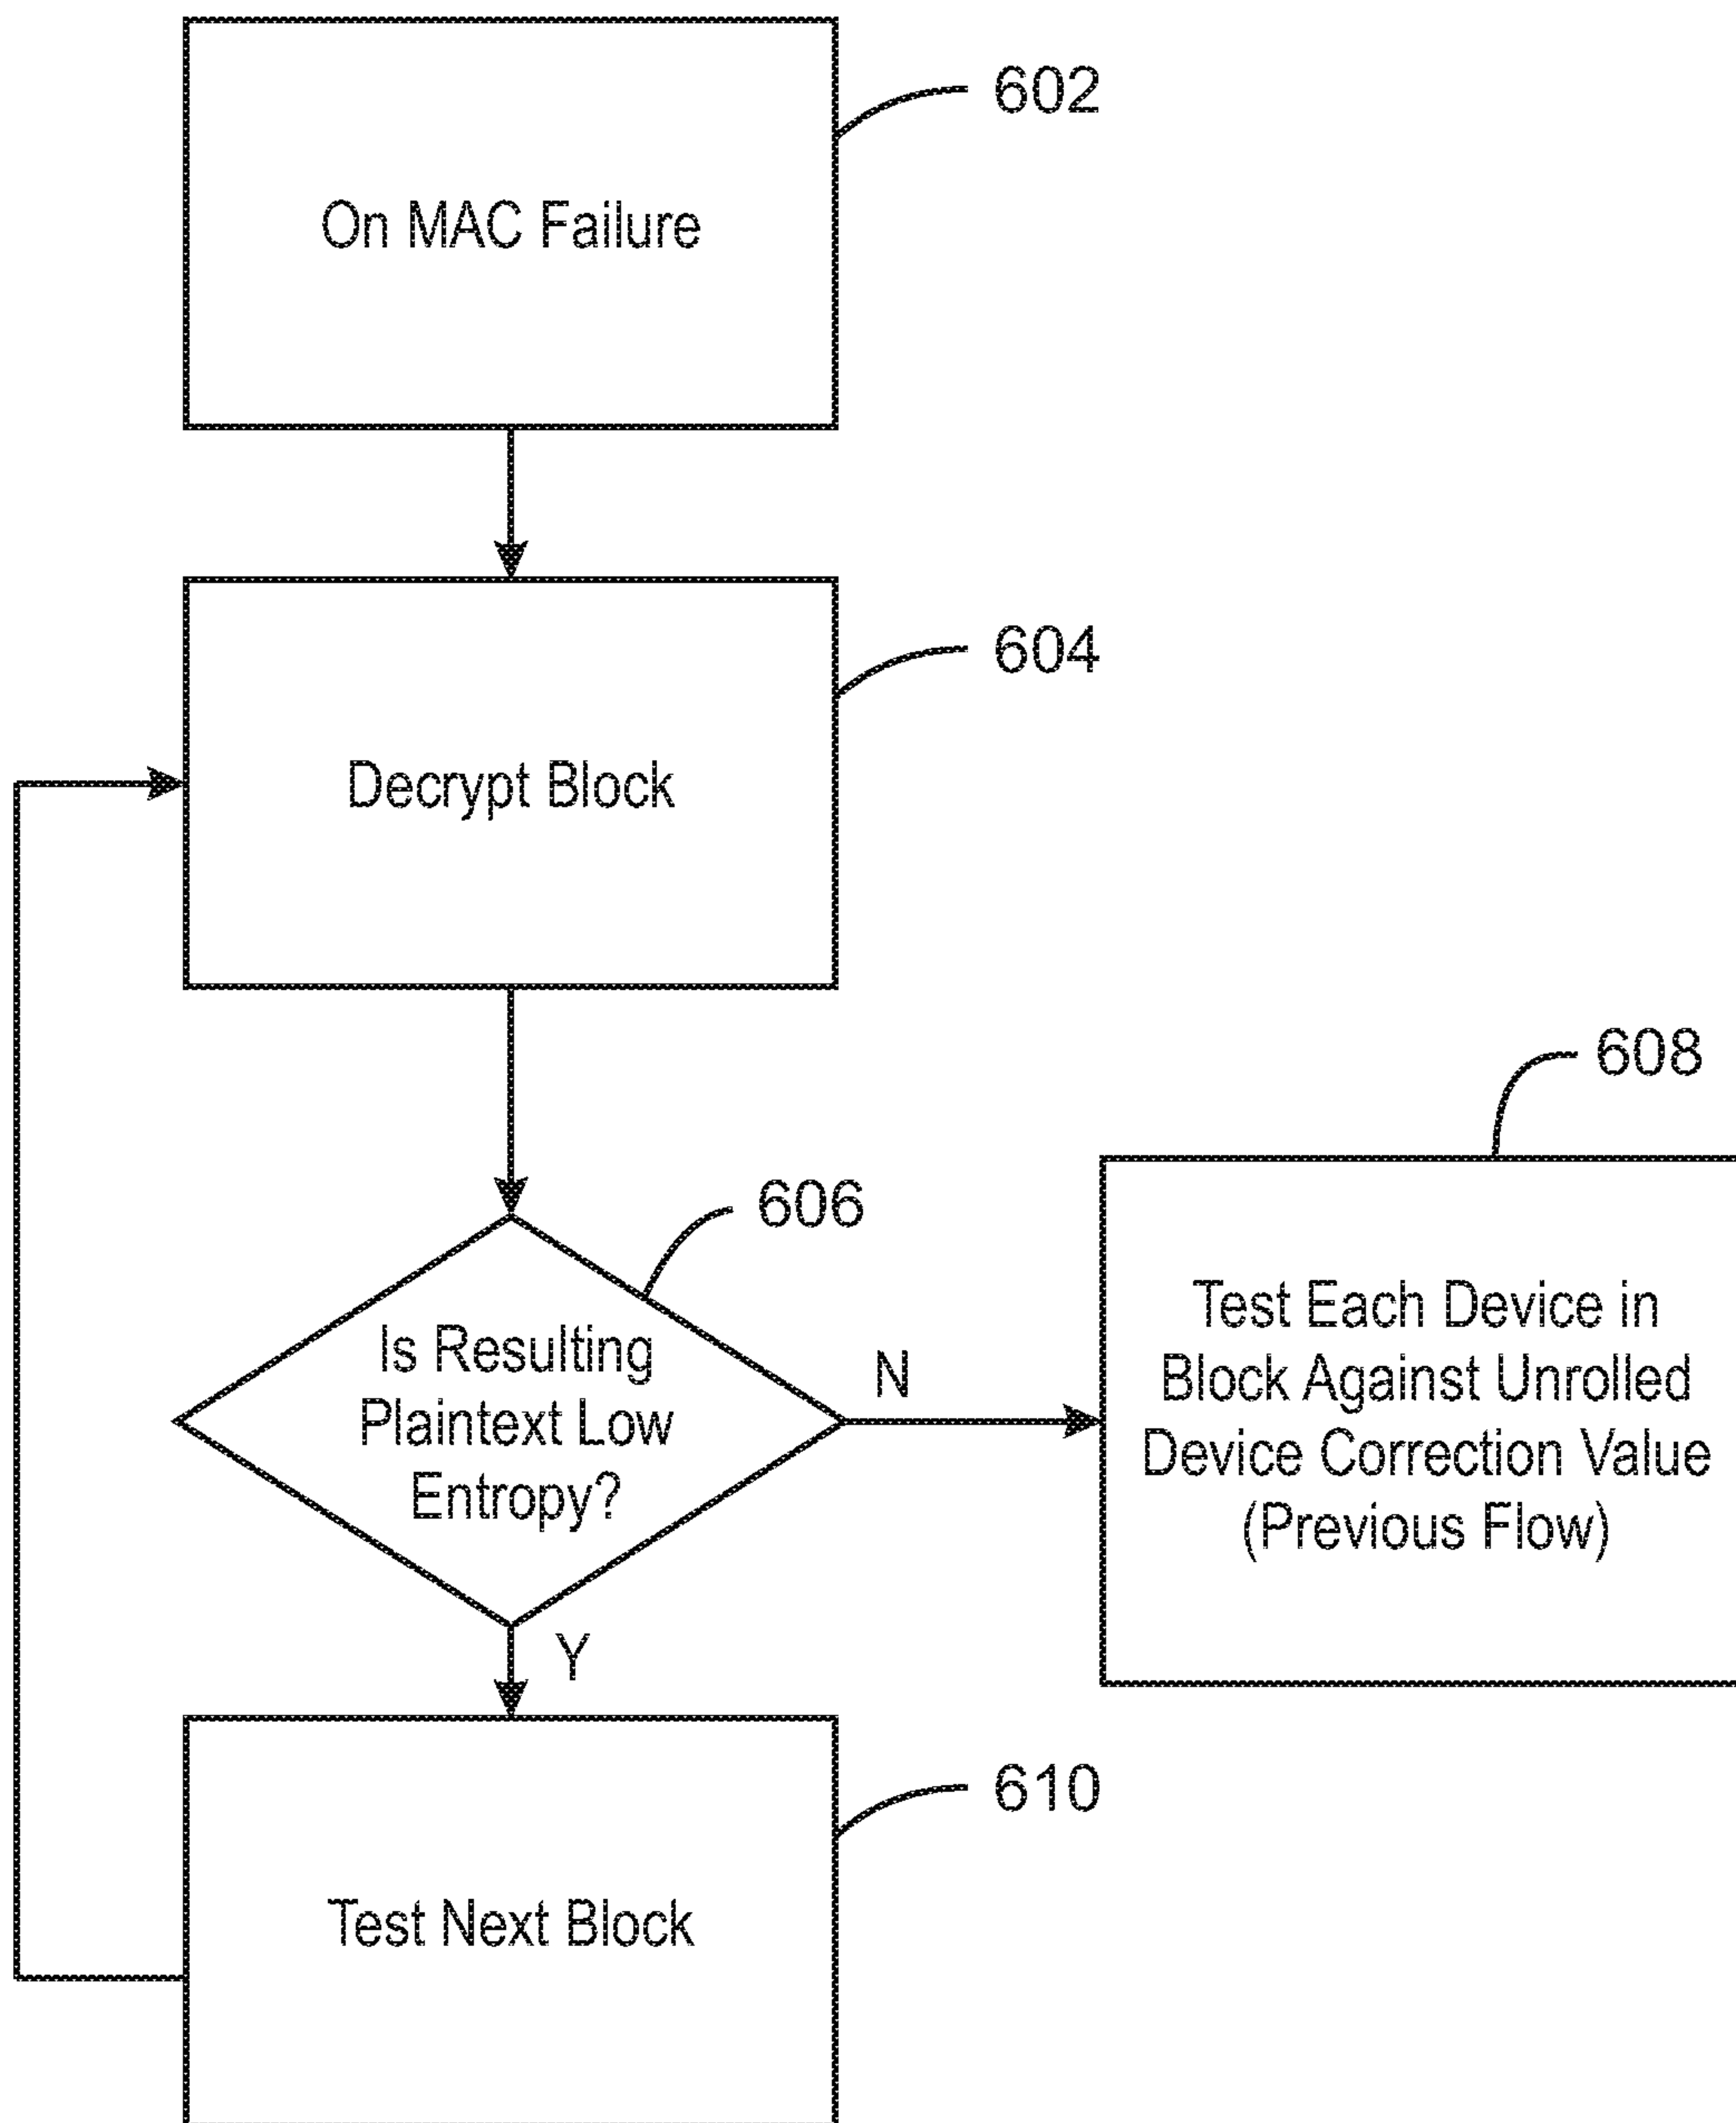 602
On MAC Failure
604
Decrypt Block
606
Is Resulting
Plaintext Low
Entropy?
N
608
Test Each Device in
Block Against Unrolled
Device Correction Value
(Previous Flow)
Y
610
Test Next Block